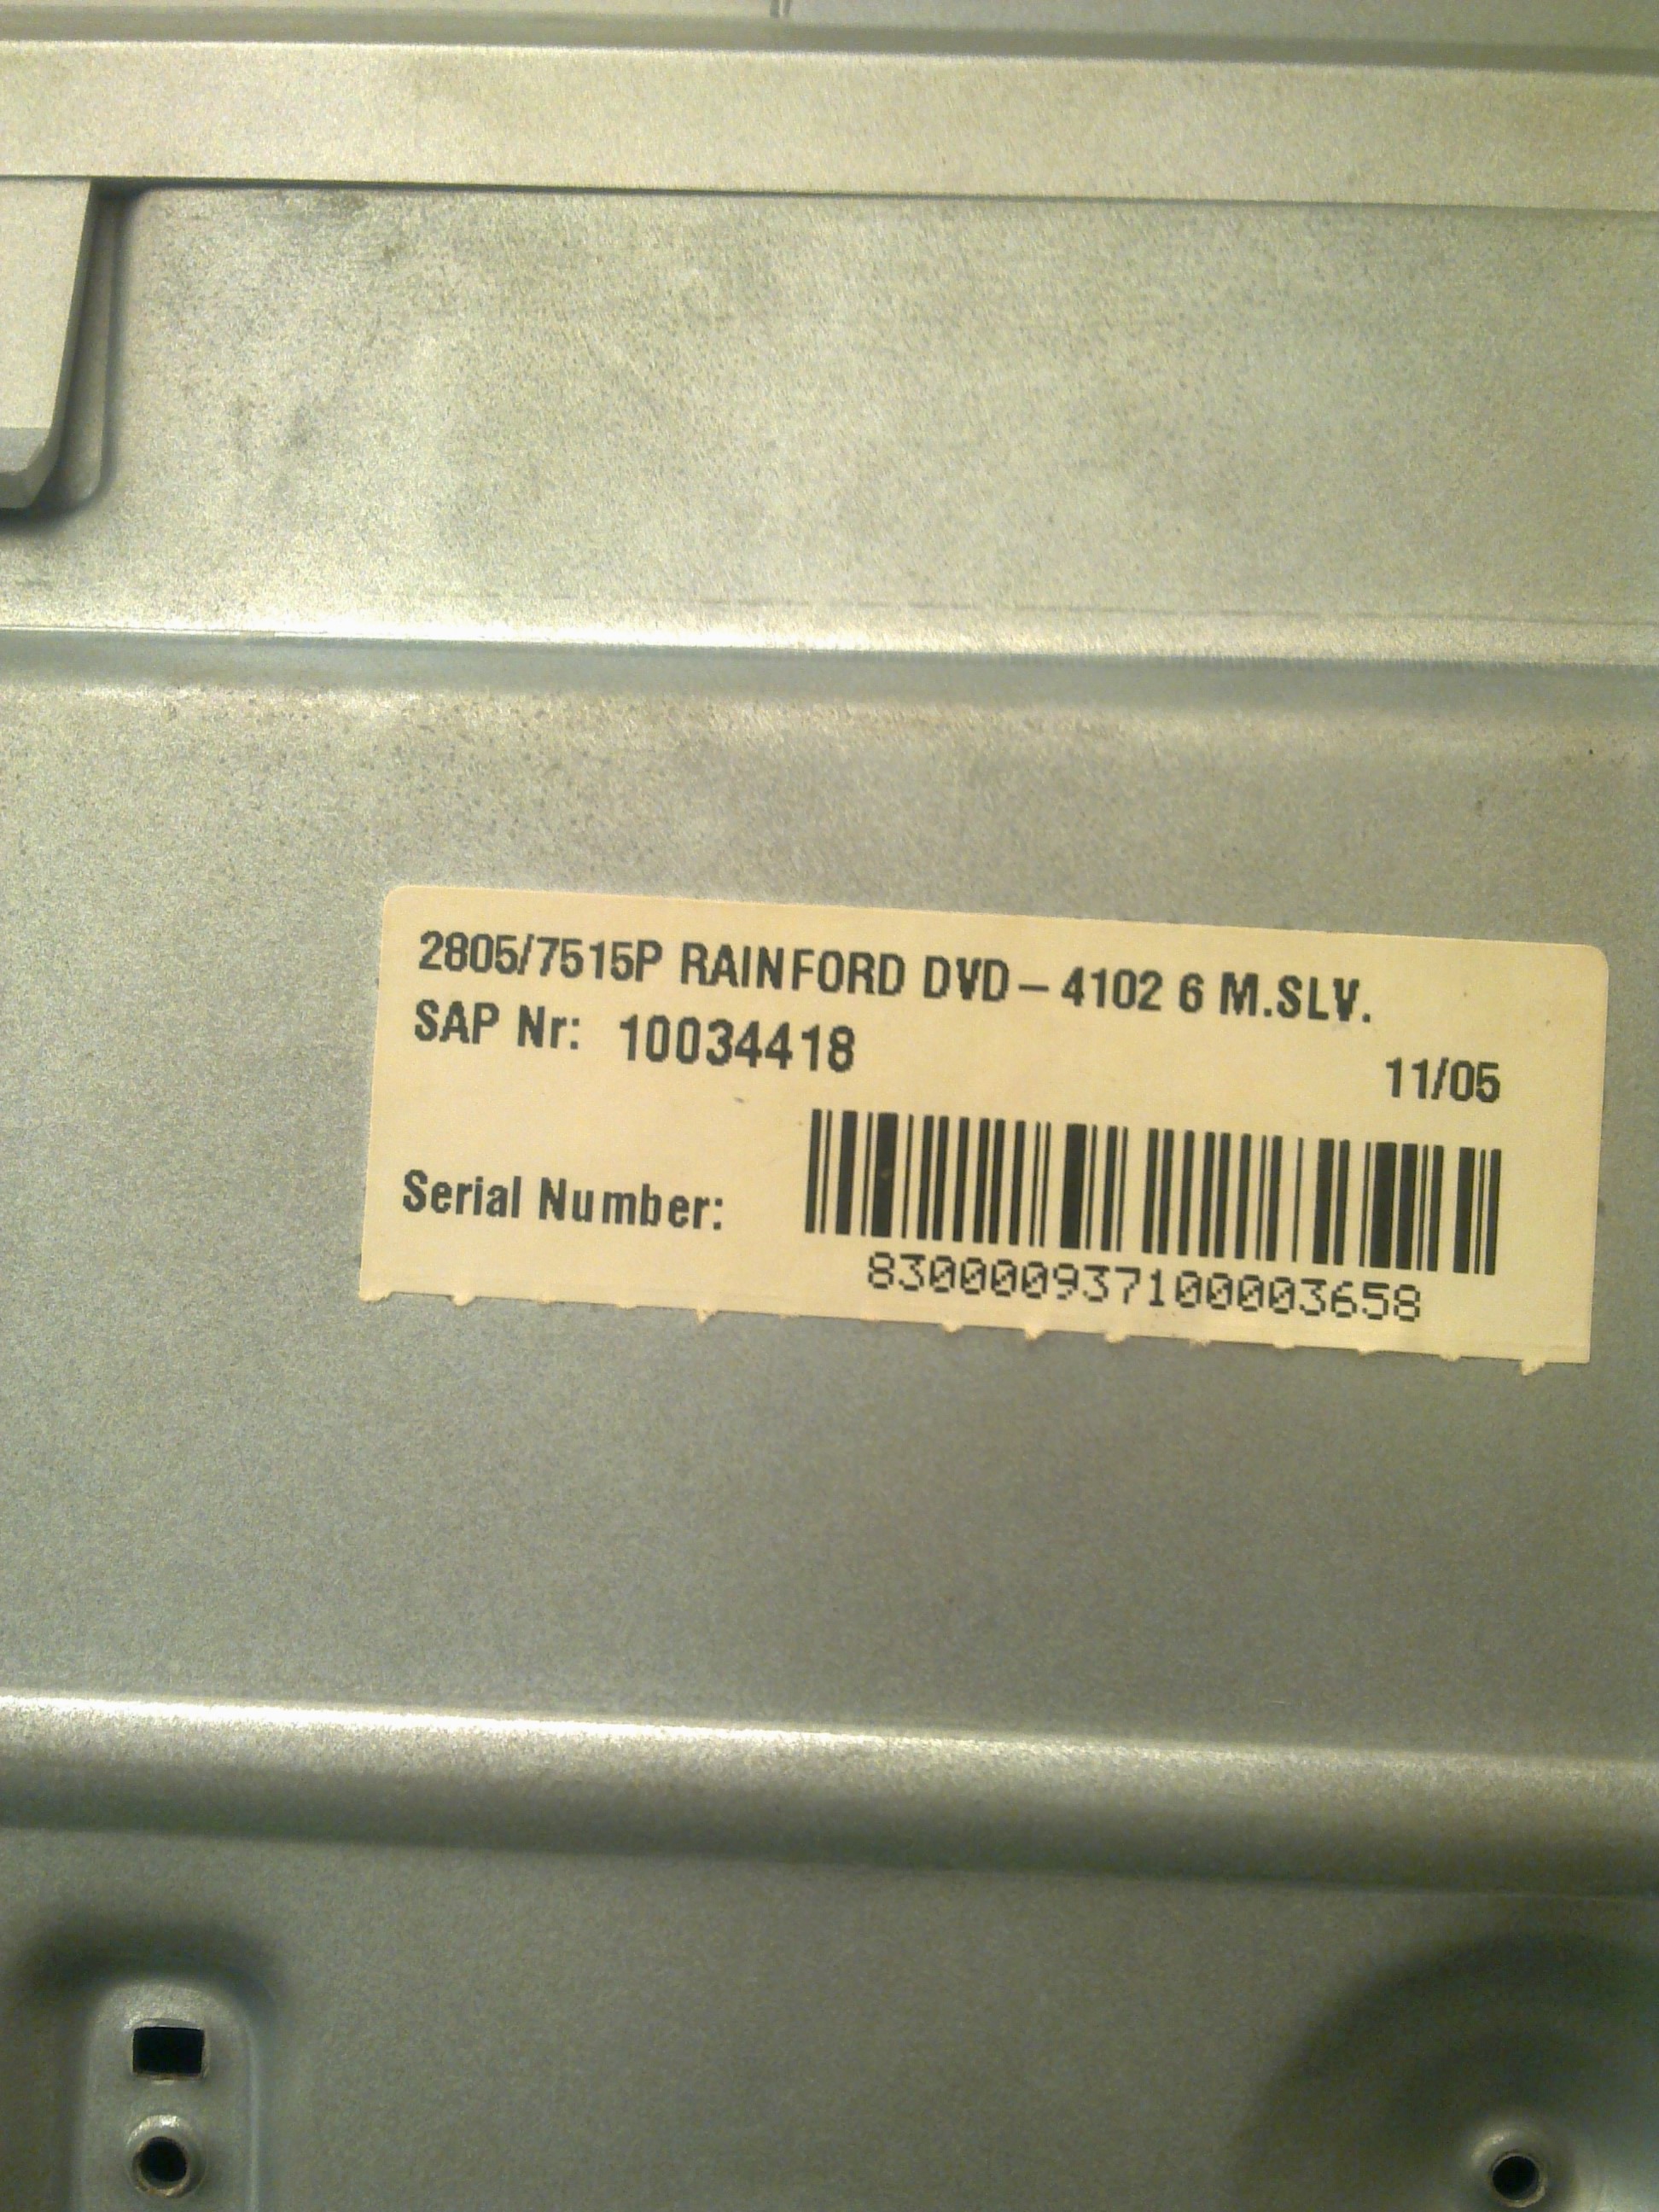 2805/7515P RAINFORD DVD – 4102 6 M.SLV.
SAP Nr: 10034418
11/05
Serial Number:
830000937100003658